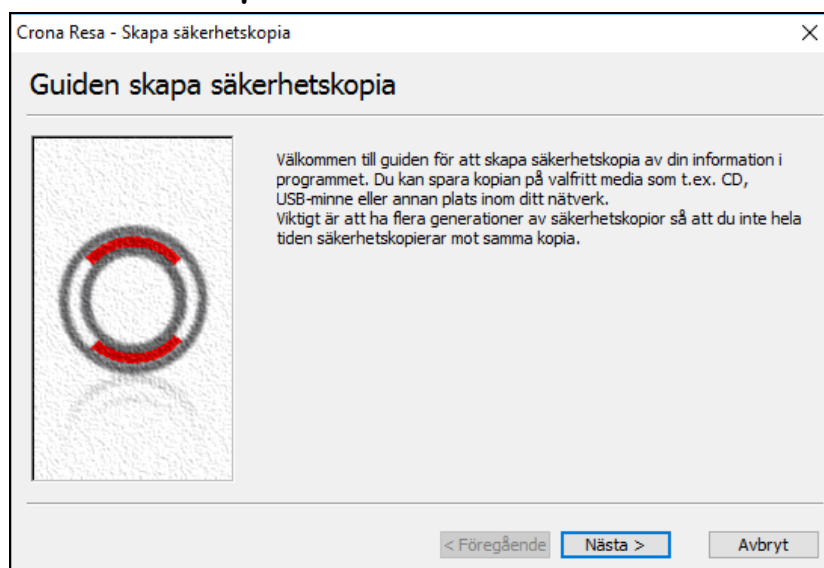 Crona Resa - Skapa säkerhetskopia
Guiden skapa säkerhetskopia
Välkommen till guiden för att skapa säkerhetskopia av din information i
programmet. Du kan spara kopian på valfritt media som t.ex. CD,
USB-minne eller annan plats inom ditt nätverk.
Viktigt är att ha flera generationer av säkerhetskopior så att du inte hela
tiden säkerhetskopierar mot samma kopia.
< Föregående Nästa > Avbryt